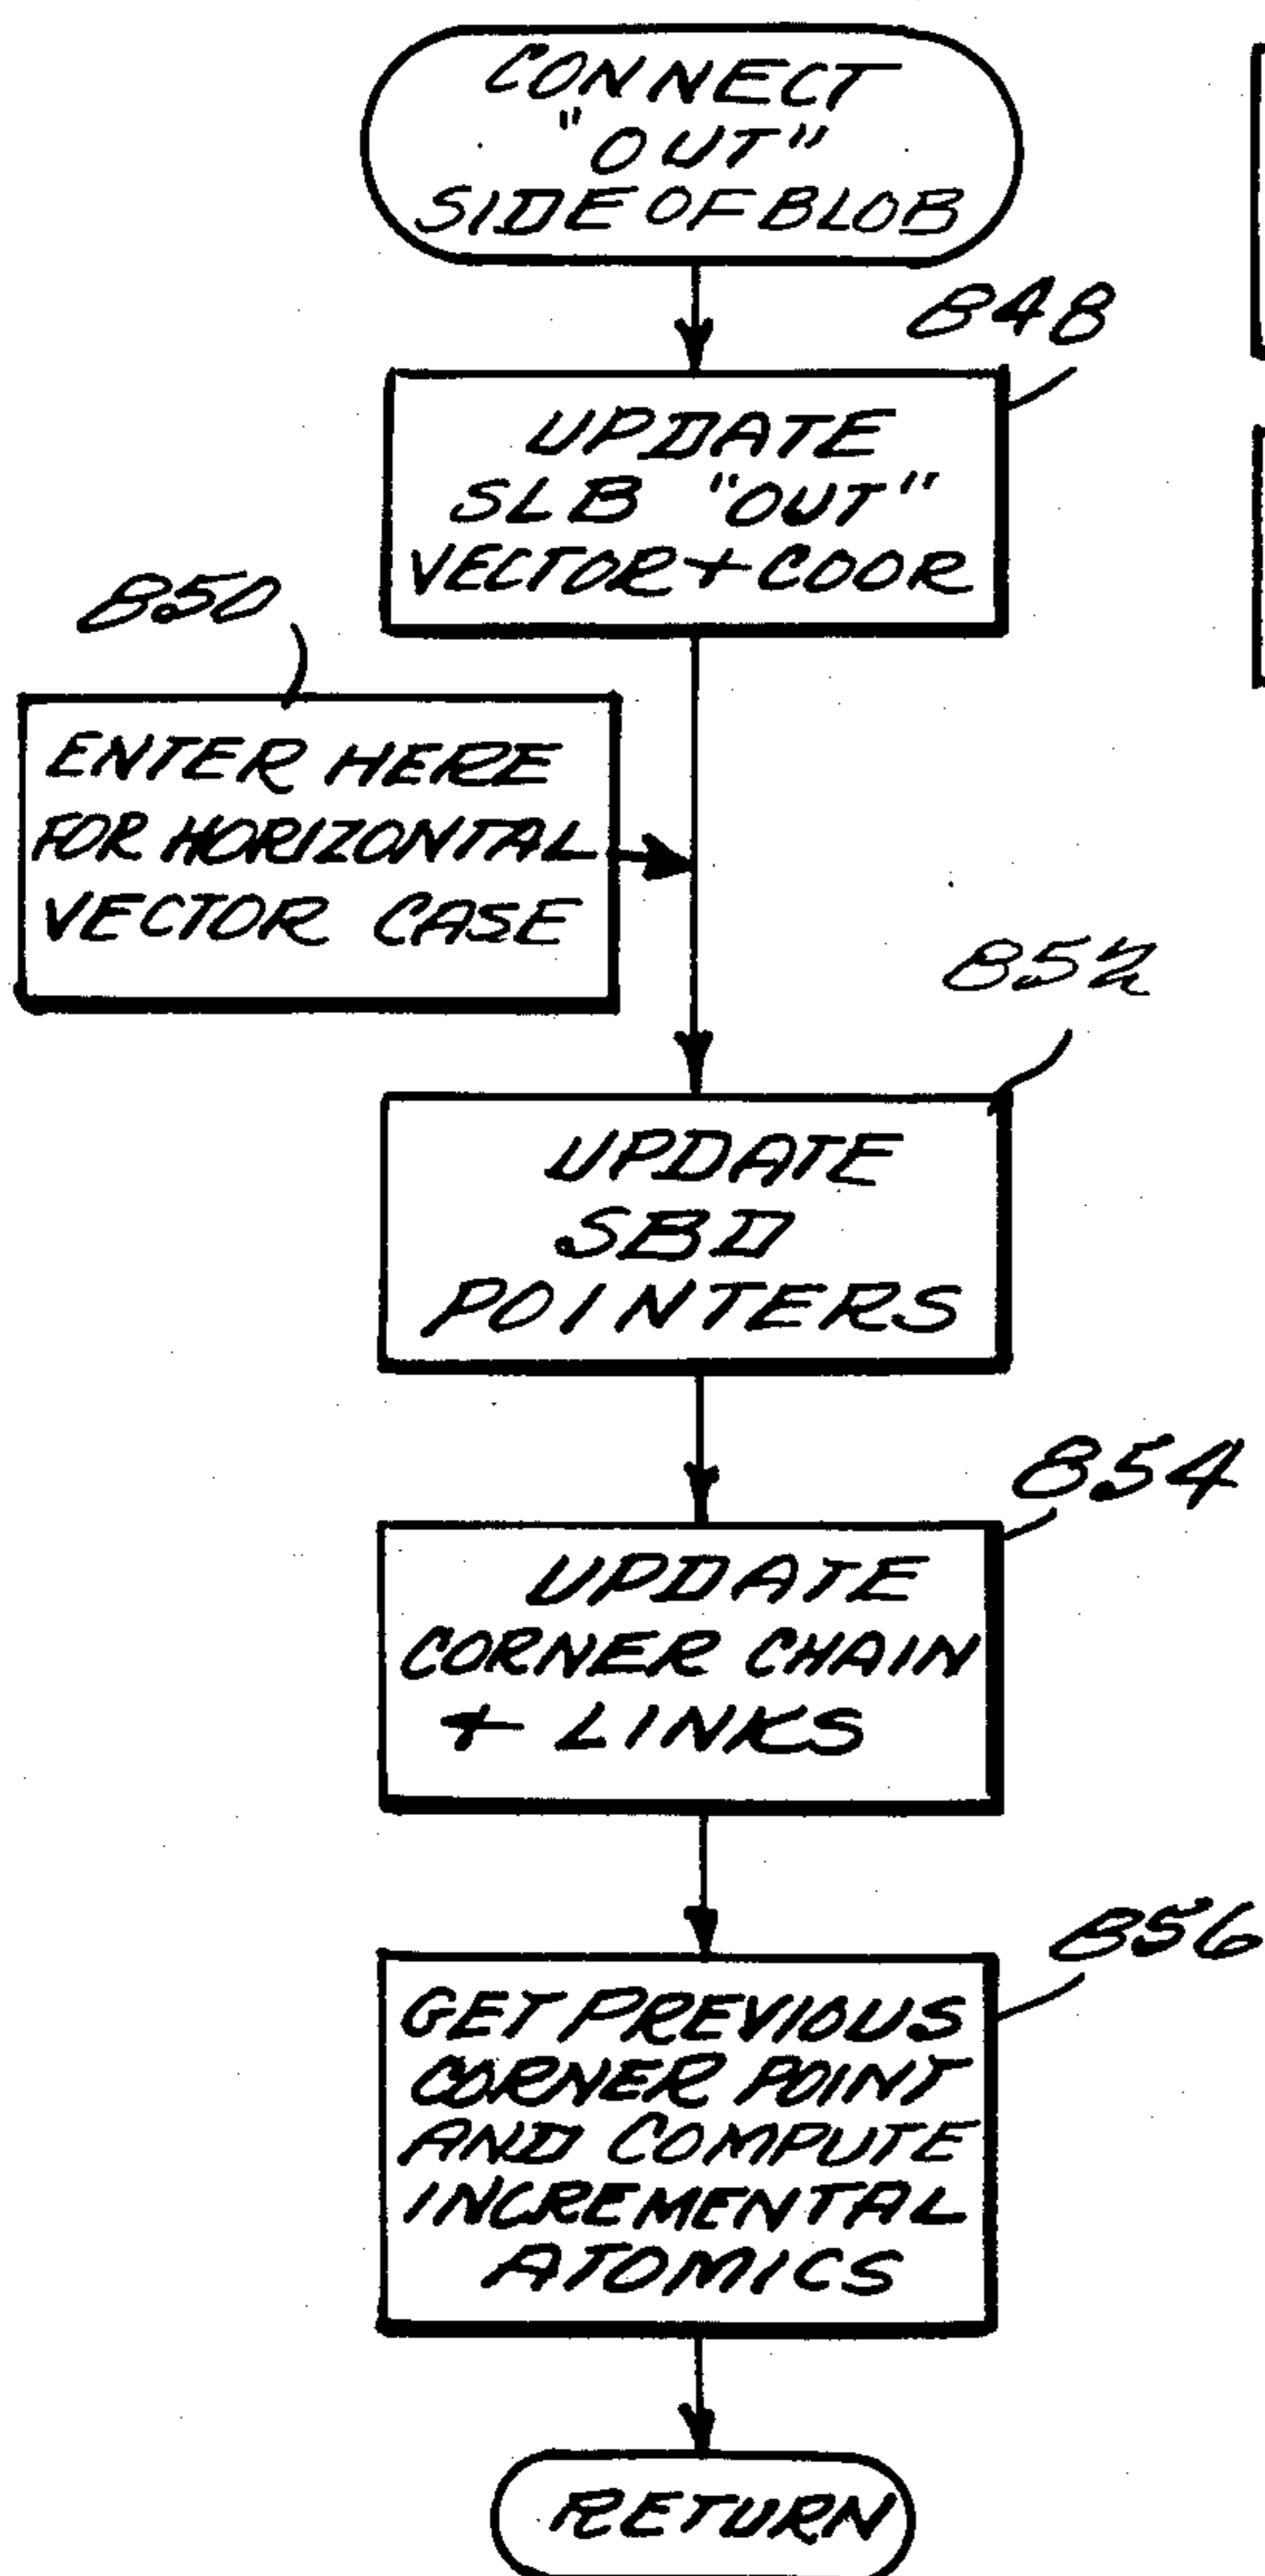 CONNECT
"OUT"
SIDE OF BLOB
848
UPDATE
SLB "OUT"
VECTOR + COOR
850
ENTER HERE
FOR HORIZONTAL
VECTOR CASE
852
UPDATE
SBD
POINTERS
854
UPDATE
CORNER CHAIN
+ LINKS
856
GET PREVIOUS
CORNER POINT
AND COMPUTE
INCREMENTAL
ATOMICS
RETURN